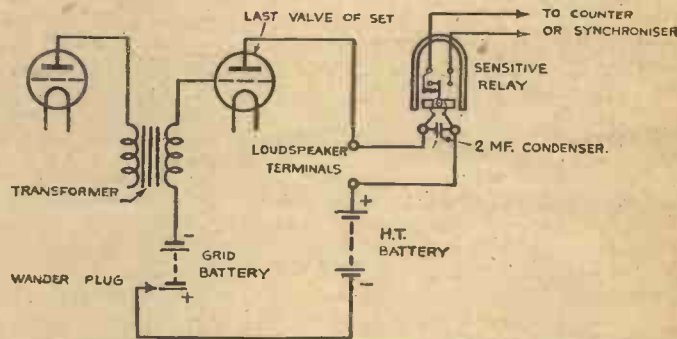 LAST VALVE OF SET
TO COUNTER
OR SYNCHRONISER
SENSITIVE
RELAY
LOUDSPEAKER
TERMINALS
2 MF. CONDENSER.
TRANSFORMER
+
-
GRID
BATTERY
H.T.
BATTERY
WANDER PLUG
+
-